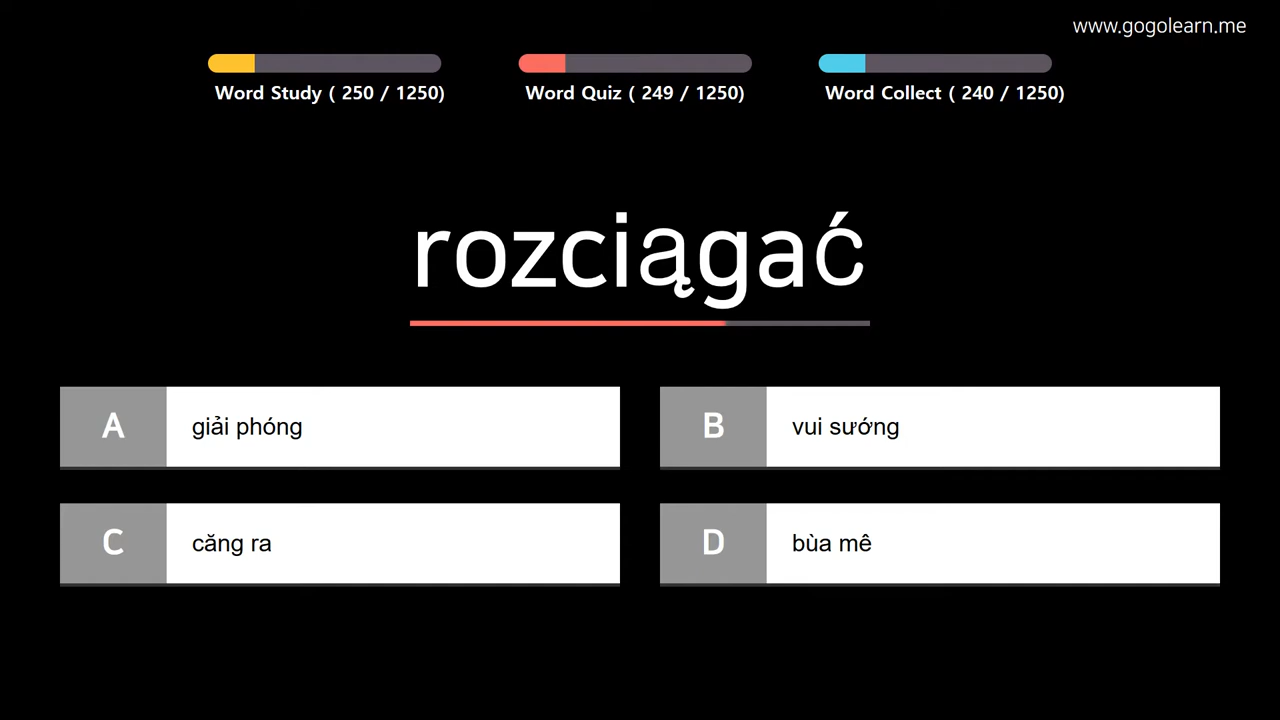 www.gogolearn.me
Word Study ( 250 / 1250)
Word Quiz ( 249 / 1250)
Word Collect ( 240 / 1250)
rozciągać
A giải phóng
B vui sướng
C căng ra
D bùa mê